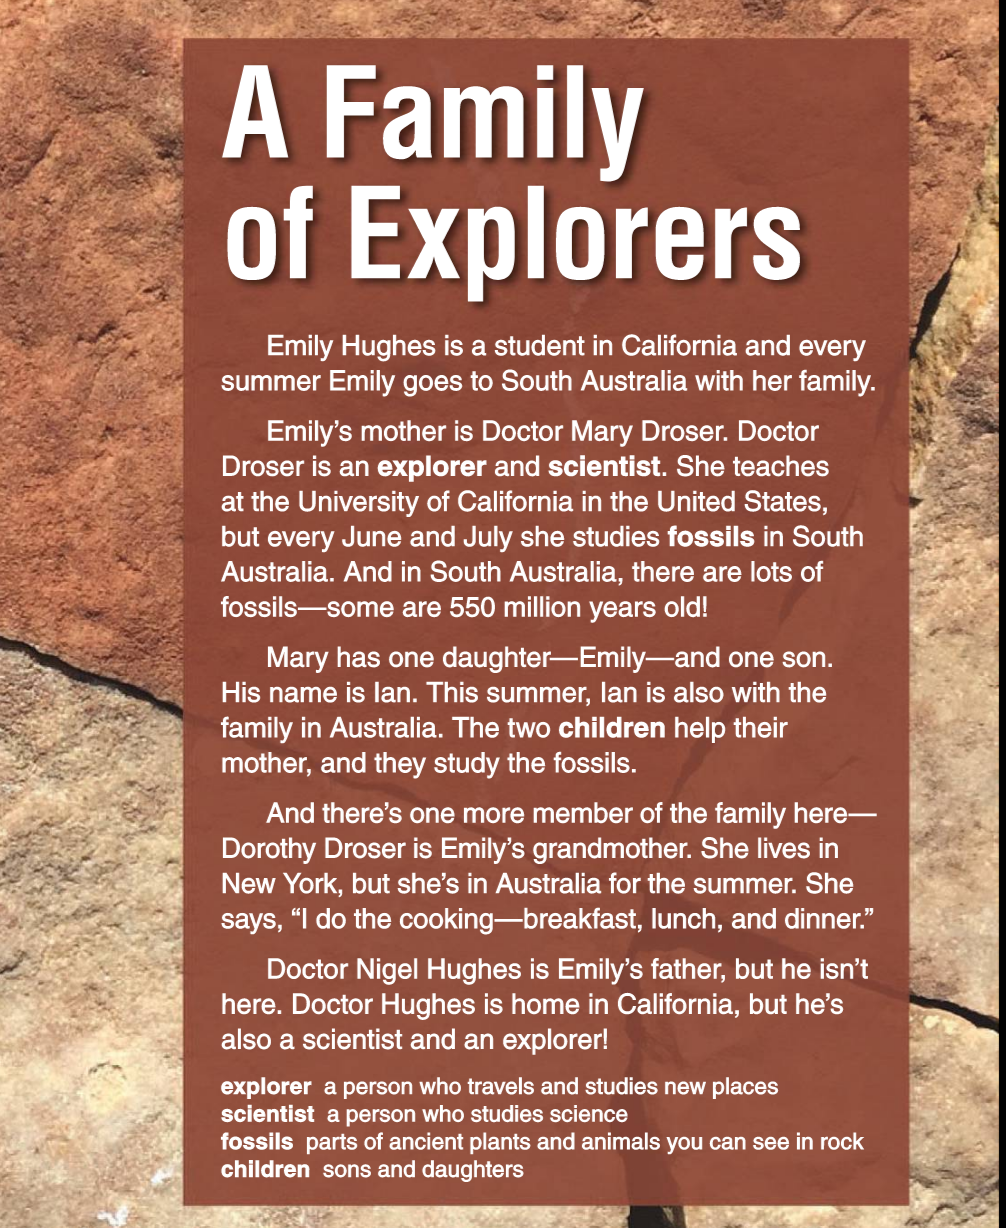 A Family
of Explorers
Emily Hughes is a student in California and every
summer Emily goes to South Australia with her family.
Emily’s mother is Doctor Mary Droser. Doctor
Droser is an explorer and scientist. She teaches
at the University of California in the United States,
but every June and July she studies fossils in South
Australia. And in South Australia, there are lots of
fossils—some are 550 million years old!
Mary has one daughter—Emily—and one son.
His name is Ian. This summer, Ian is also with the
family in Australia. The two children help their
mother, and they study the fossils.
And there’s one more member of the family here—
Dorothy Droser is Emily’s grandmother. She lives in
New York, but she’s in Australia for the summer. She
says, “I do the cooking—breakfast, lunch, and dinner.”
Doctor Nigel Hughes is Emily’s father, but he isn’t
here. Doctor Hughes is home in California, but he’s
also a scientist and an explorer!
explorer a person who travels and studies new places
scientist a person who studies science
fossils parts of ancient plants and animals you can see in rock
children sons and daughters